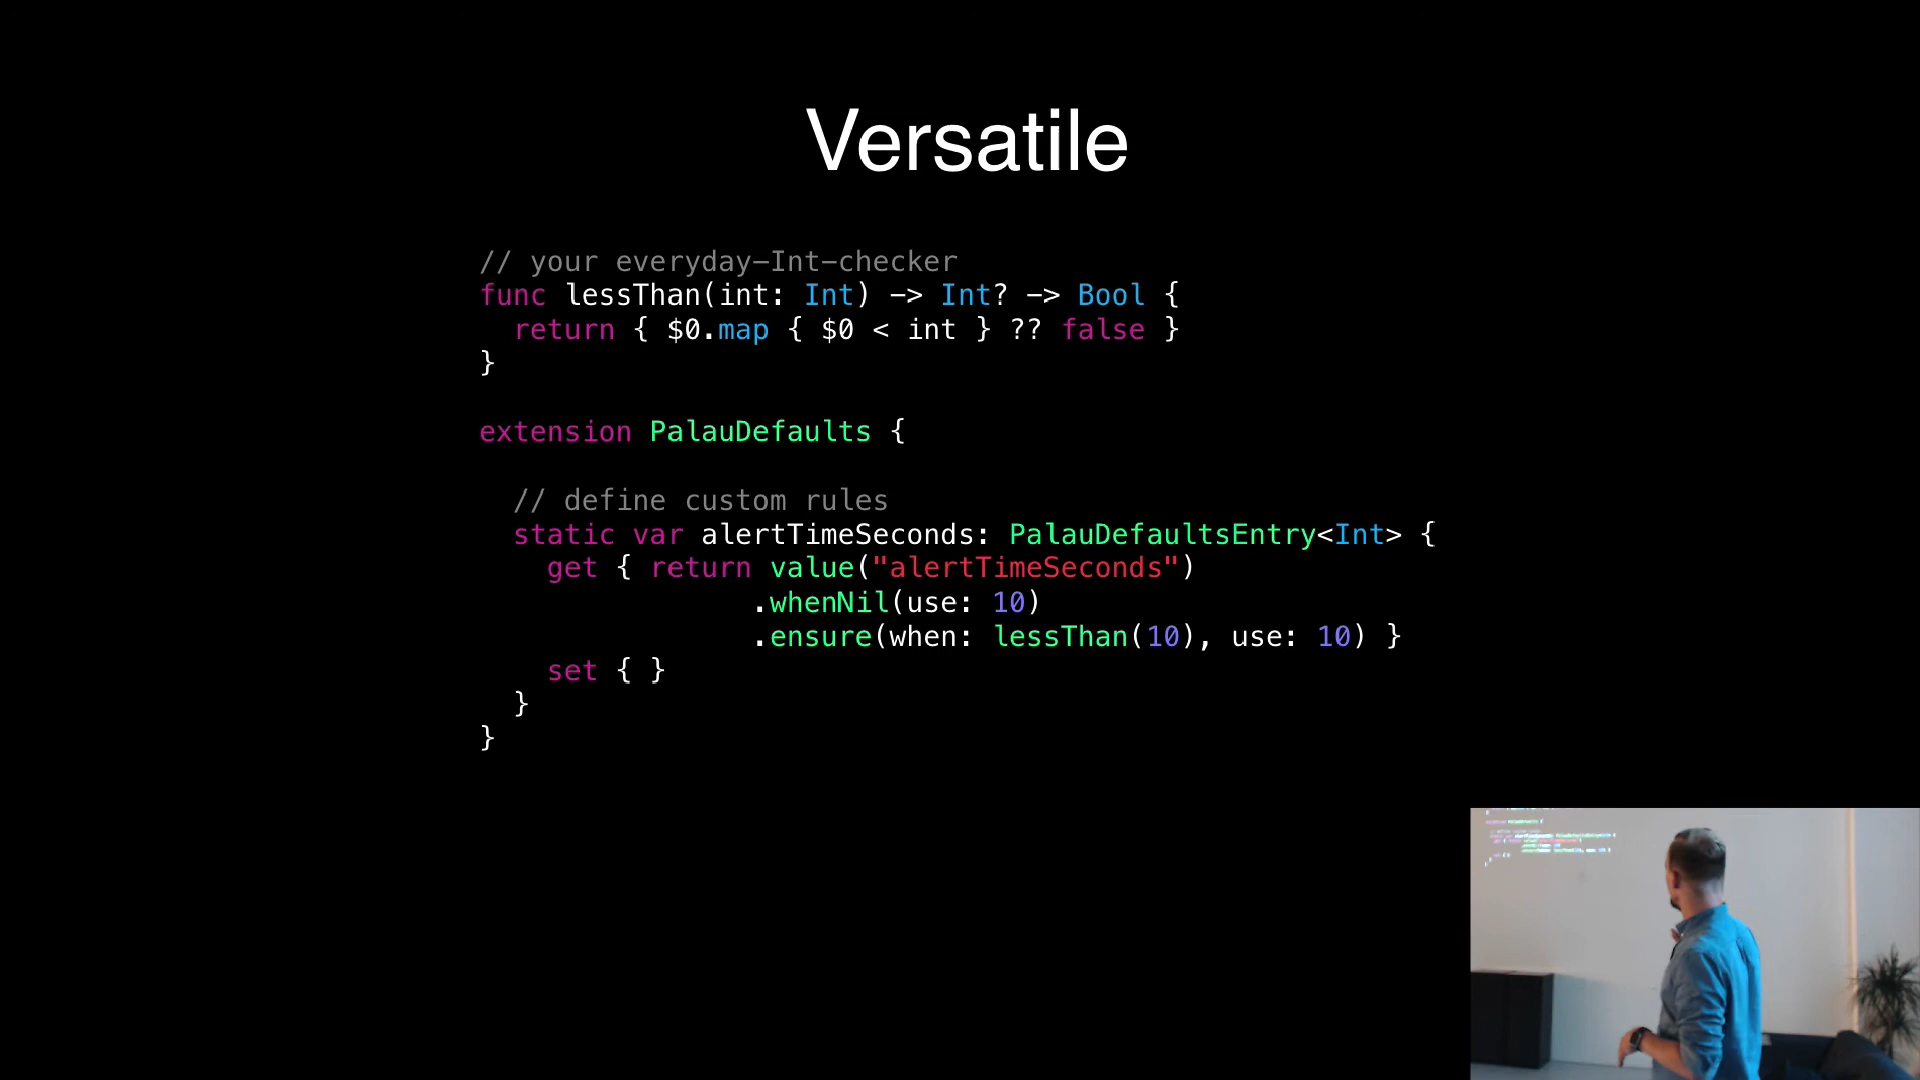 Versatile
// your everyday-Int-checker
func lessThan(int: Int) -> Int? -> Bool {
  return { $0.map { $0 < int } ?? false }
}
extension PalauDefaults {
  // define custom rules
  static var alertTimeSeconds: PalauDefaultsEntry<Int> {
    get { return value("alertTimeSeconds")
                .whenNil(use: 10)
                .ensure(when: lessThan(10), use: 10) }
    set { }
  }
}